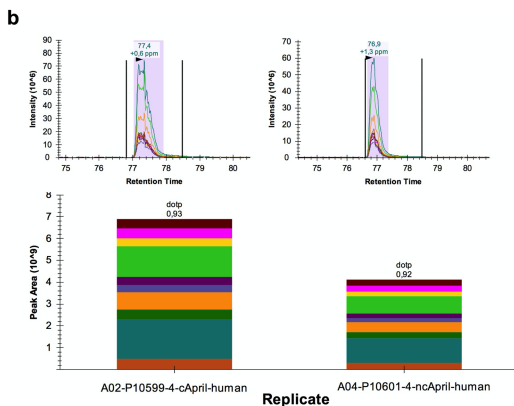 b
77,4
+0,6 ppm
Intensity (10^6)
90
80
70
60
50
40
30
20
10
0
75 76 77 78 79 80
Retention Time
76,9
+1,3 ppm
Intensity (10^6)
70
60
50
40
30
20
10
0
75 76 77 78 79 80
Retention Time
Peak Area (10^9)
8
7
6
5
4
3
2
1
dotp
0,93
dotp
0,92
A02-P10599-4-cApril-human
A04-P10601-4-ncApril-human
Replicate